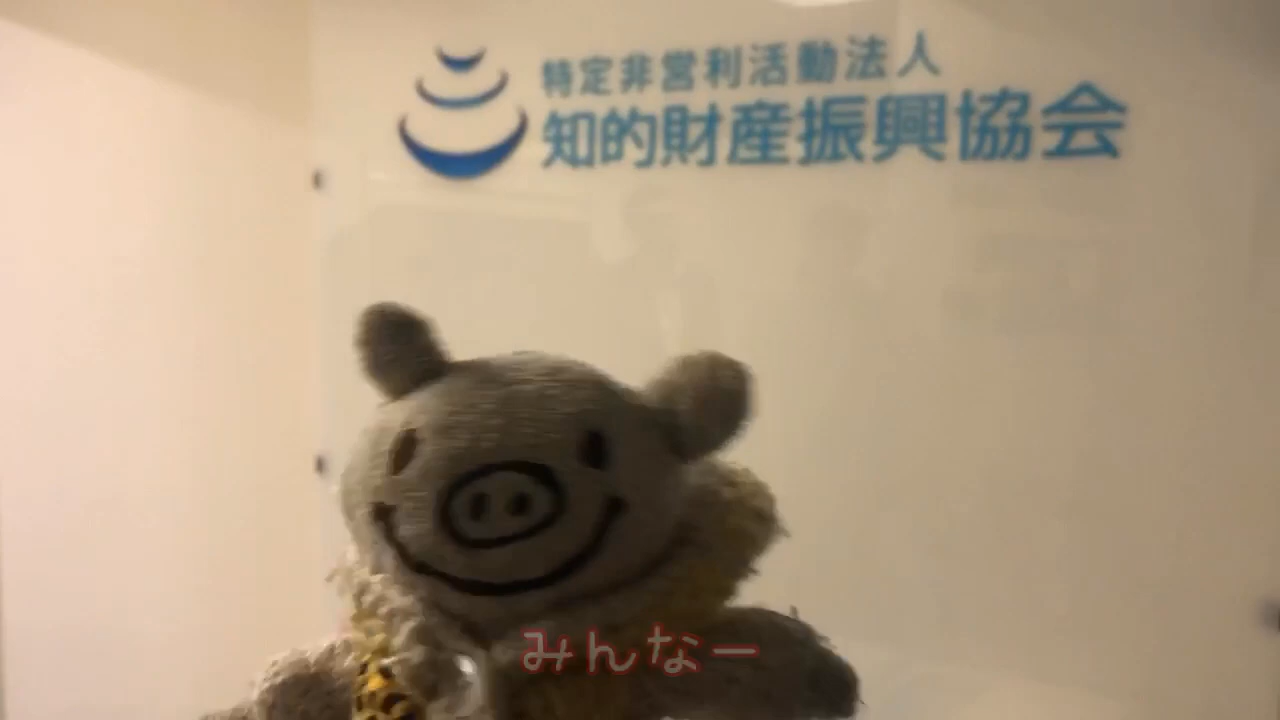 特定非営利活動法人
知的財産振興協会
みんなー